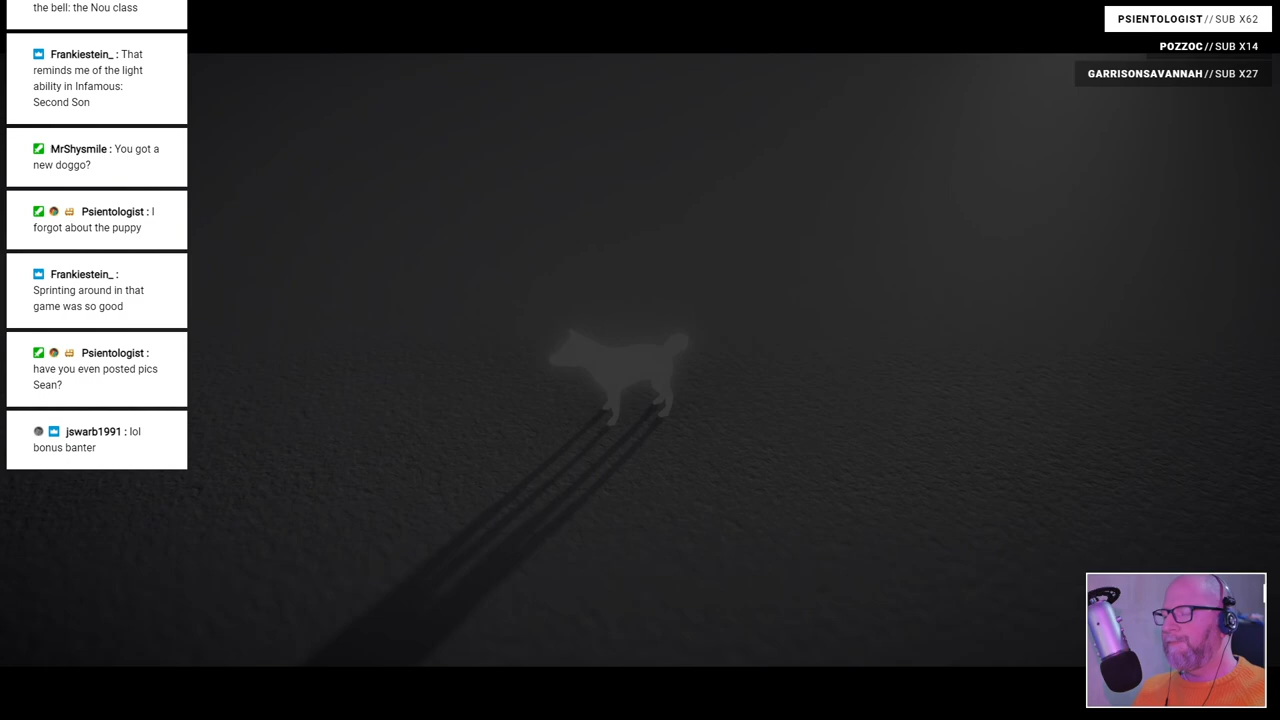 the bell: the Nou class
Frankiestein_ : That
reminds me of the light
ability in Infamous:
Second Son
MrShysmile : You got a
new doggo?
Psientologist : I
forgot about the puppy
Frankiestein_ :
Sprinting around in that
game was so good
Psientologist :
have you even posted pics
Sean?
jswarb1991 : lol
bonus banter
PSIENTOLOGIST // SUB X62
POZZOC // SUB X14
GARRISONSAVANNAH // SUB X27